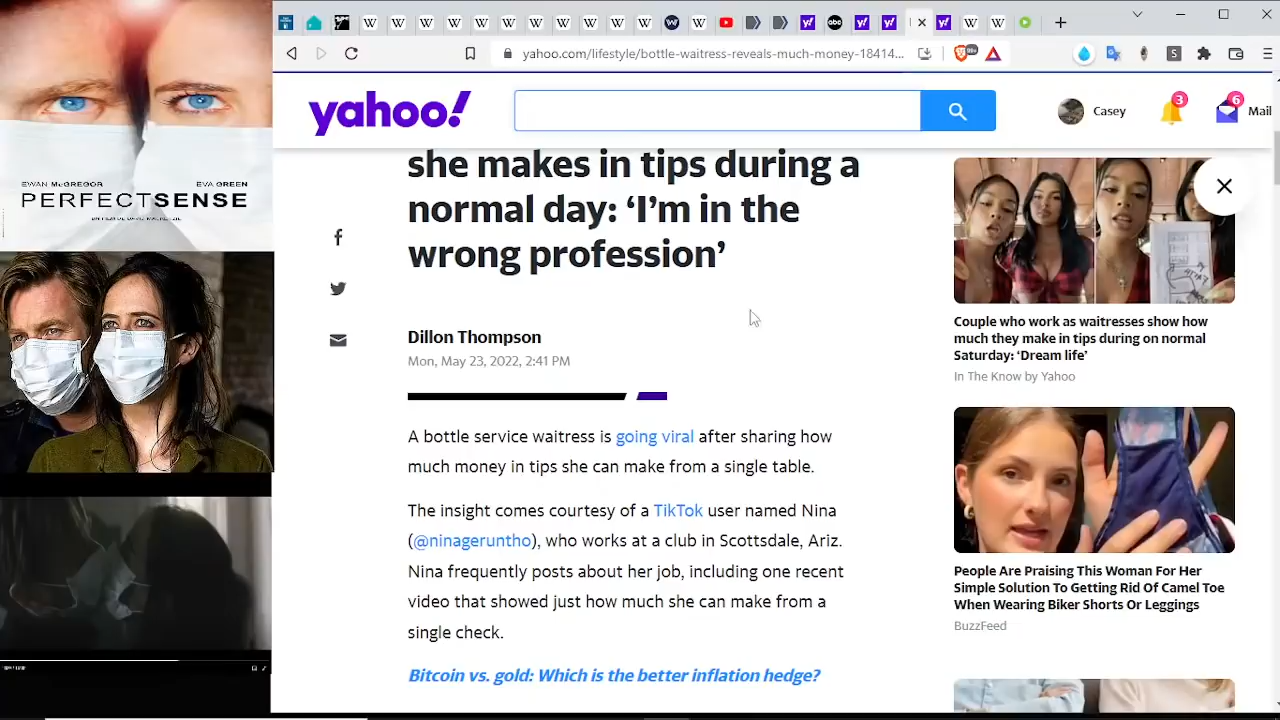 EWAN McGREGOR
EVA GREEN
PERFECTSENSE
yahoo.com/lifestyle/bottle-waitress-reveals-much-money-18414...
99+
S
abc
yahoo!
Casey
3
6
Mail
she makes in tips during a
normal day: ‘I’m in the
wrong profession’
Dillon Thompson
Mon, May 23, 2022, 2:41 PM
A bottle service waitress is going viral after sharing how
much money in tips she can make from a single table.
The insight comes courtesy of a TikTok user named Nina
(@ninageruntho), who works at a club in Scottsdale, Ariz.
Nina frequently posts about her job, including one recent
video that showed just how much she can make from a
single check.
Bitcoin vs. gold: Which is the better inflation hedge?
Couple who work as waitresses show how
much they make in tips during on normal
Saturday: ‘Dream life’
In The Know by Yahoo
People Are Praising This Woman For Her
Simple Solution To Getting Rid Of Camel Toe
When Wearing Biker Shorts Or Leggings
BuzzFeed